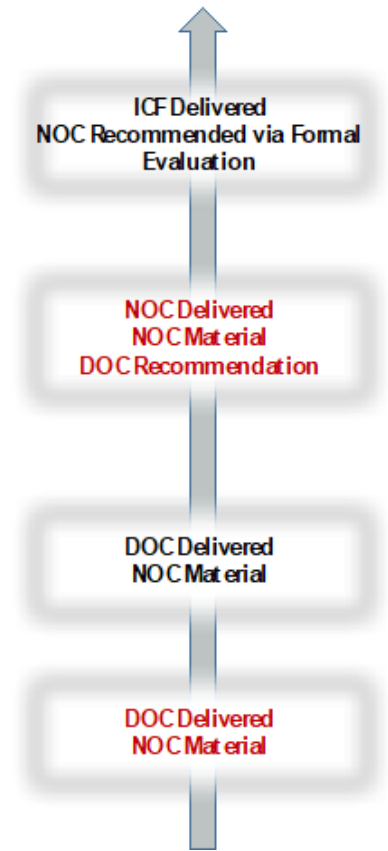 ICF Delivered
NOC Recommended via Formal
Evaluation
NOC Delivered
NOC Material
DOC Recommendation
DOC Delivered
NOC Material
DOC Delivered
NOC Material